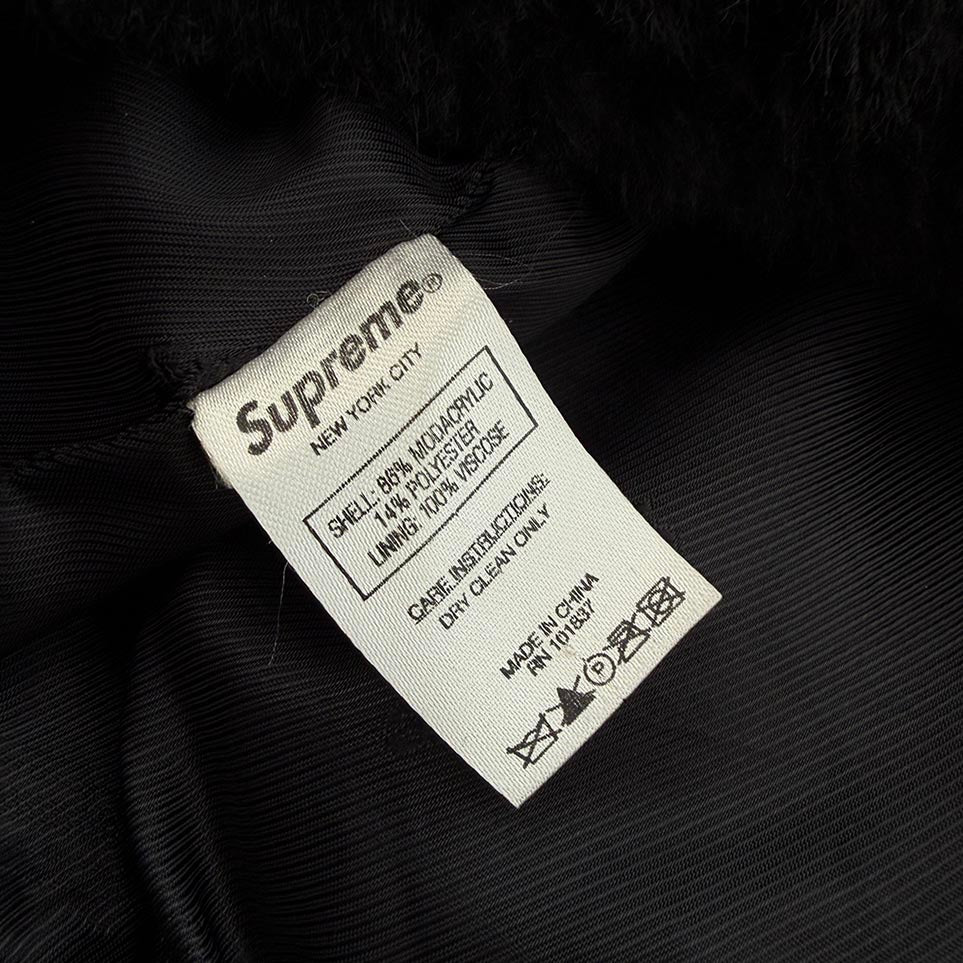 Supreme®
NEW YORK CITY
SHELL: 86% MODACRYLIC
14% POLYESTER
LINING: 100% VISCOSE
CARE INSTRUCTIONS:
DRY CLEAN ONLY
MADE IN CHINA
RN 101837
P